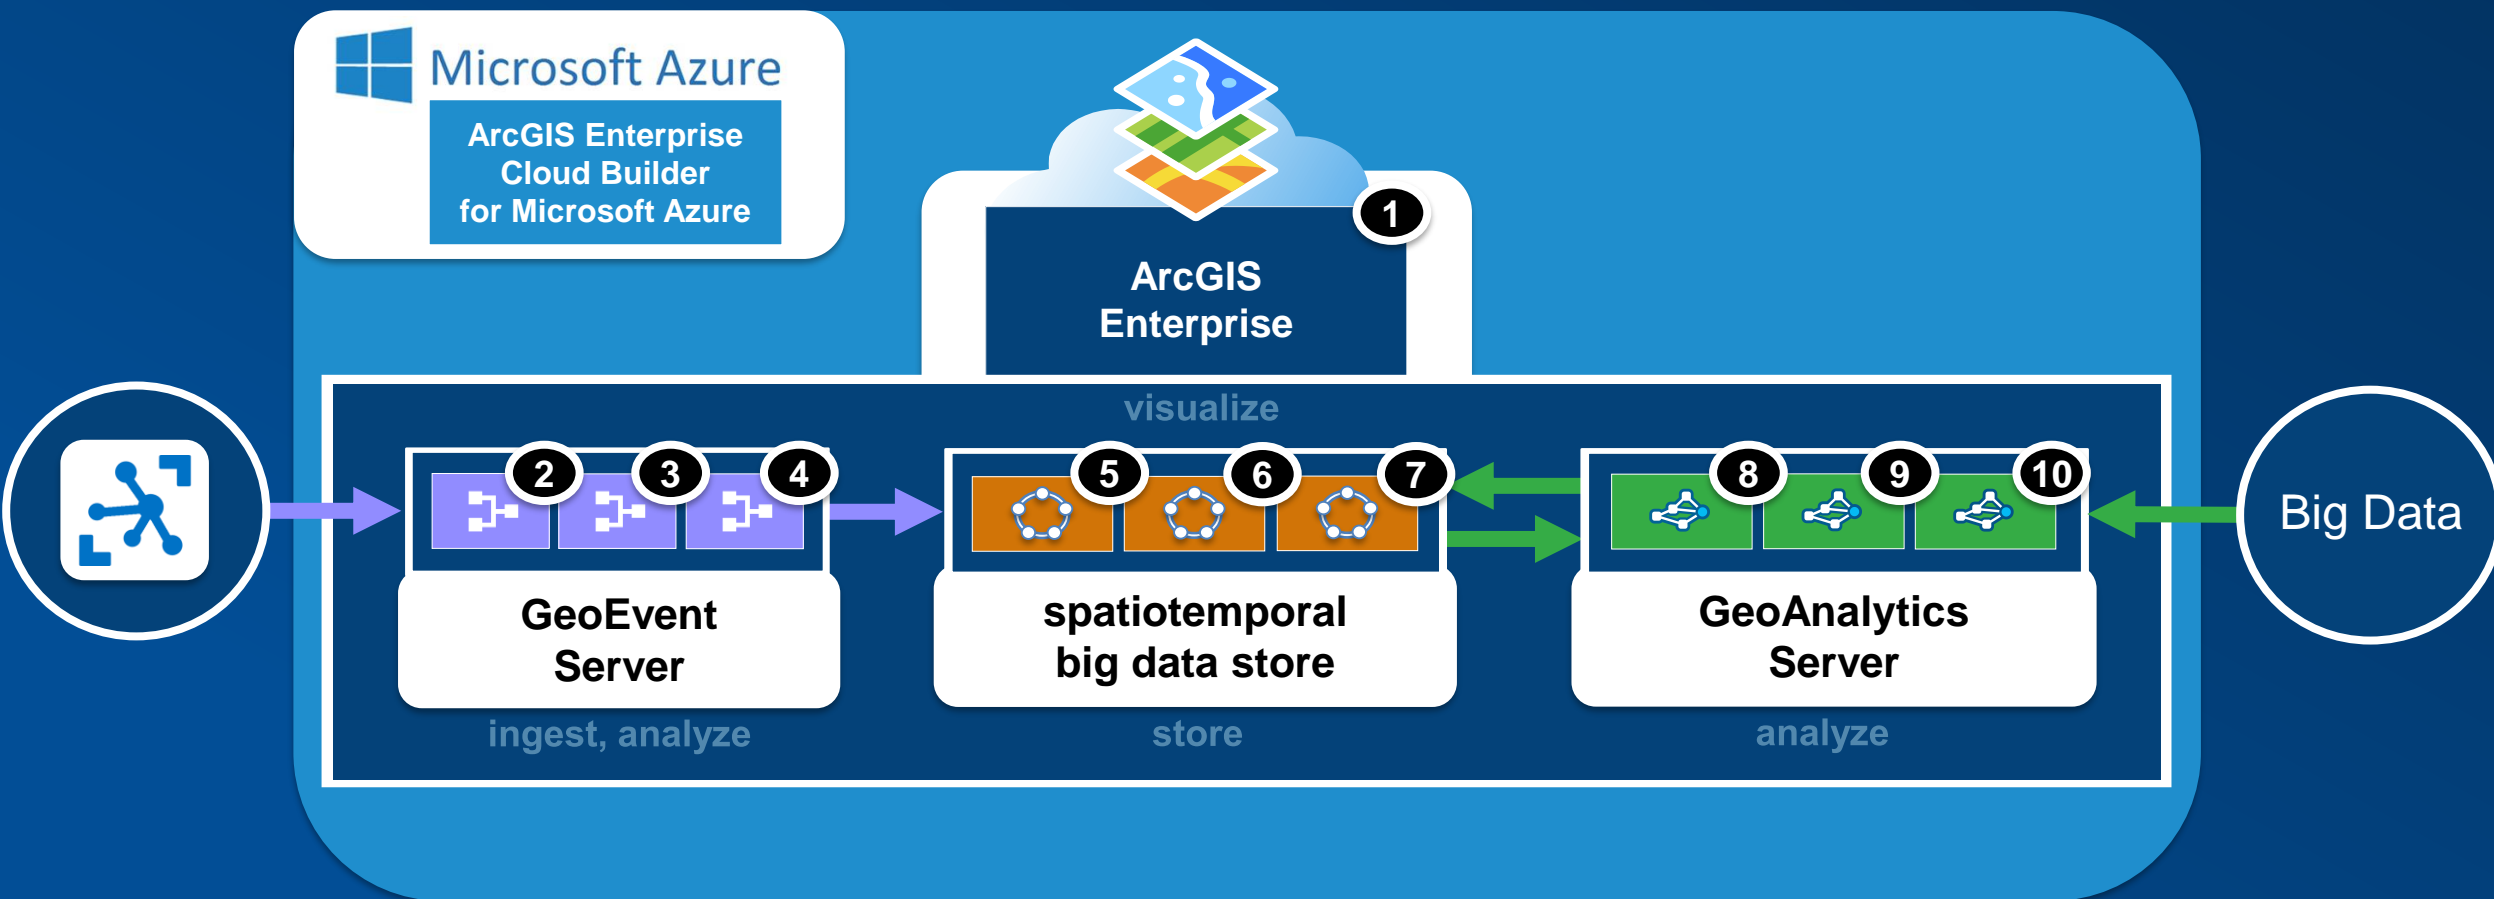 Microsoft Azure
ArcGIS Enterprise
Cloud Builder
for Microsoft Azure
1
ArcGIS
Enterprise
visualize
2
3
4
5
6
7
8
9
10
Big Data
GeoEvent
Server
spatiotemporal
big data store
GeoAnalytics
Server
ingest, analyze
store
analyze